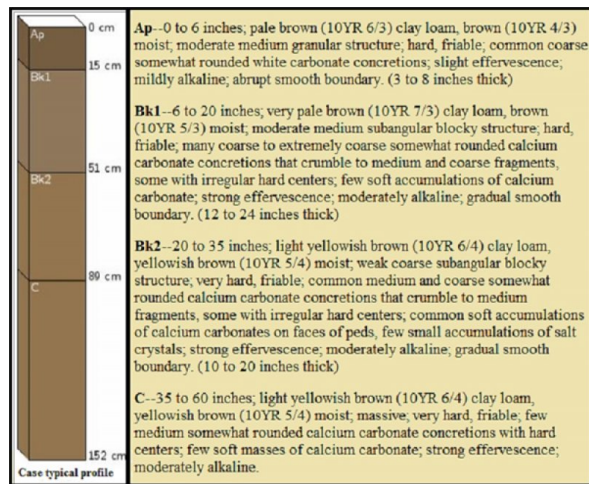 Ap
Bk1
Bk2
C
0 cm
15 cm
51 cm
89 cm
152 cm
Case typical profile
Ap--0 to 6 inches; pale brown (10YR 6/3) clay loam, brown (10YR 4/3)
moist; moderate medium granular structure; hard, friable; common coarse
somewhat rounded white carbonate concretions; slight effervescence;
mildly alkaline; abrupt smooth boundary. (3 to 8 inches thick)
Bk1--6 to 20 inches; very pale brown (10YR 7/3) clay loam, brown
(10YR 5/3) moist; moderate medium subangular blocky structure; hard,
friable; many coarse to extremely coarse somewhat rounded calcium
carbonate concretions that crumble to medium and coarse fragments,
some with irregular hard centers; few soft accumulations of calcium
carbonate; strong effervescence; moderately alkaline; gradual smooth
boundary. (12 to 24 inches thick)
Bk2--20 to 35 inches; light yellowish brown (10YR 6/4) clay loam,
yellowish brown (10YR 5/4) moist; weak coarse subangular blocky
structure; very hard, friable; common medium and coarse somewhat
rounded calcium carbonate concretions that crumble to medium
fragments, some with irregular hard centers; common soft accumulations
of calcium carbonates on faces of peds, few small accumulations of salt
crystals; strong effervescence; moderately alkaline; gradual smooth
boundary. (10 to 20 inches thick)
C--35 to 60 inches; light yellowish brown (10YR 6/4) clay loam,
yellowish brown (10YR 5/4) moist; massive; very hard, friable; few
medium somewhat rounded calcium carbonate concretions with hard
centers; few soft masses of calcium carbonate; strong effervescence;
moderately alkaline.